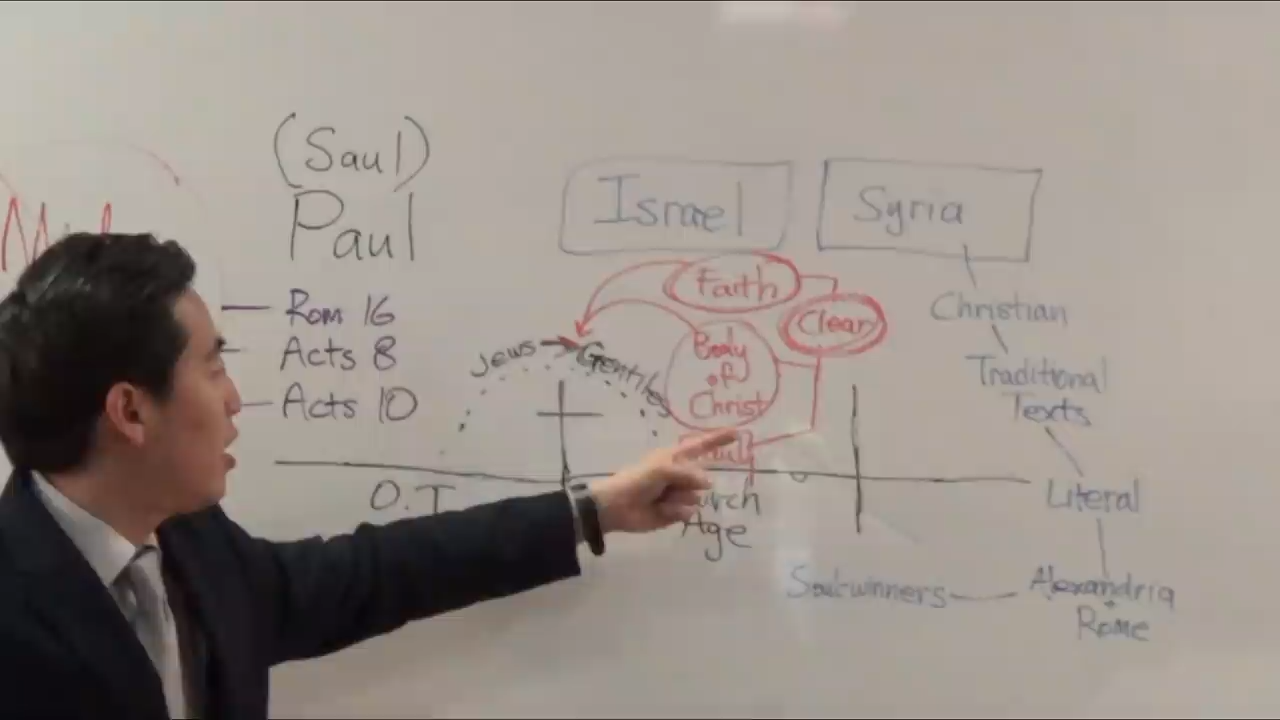 (Saul)
Paul
Rom 16
Acts 8
Acts 10
Israel
Syria
Faith
Clear
Body
of
Christ
Jews
Gentiles
O.T
Age
Christian
Traditional
Texts
Literal
Alexandria
+
Rome
Soulwinners